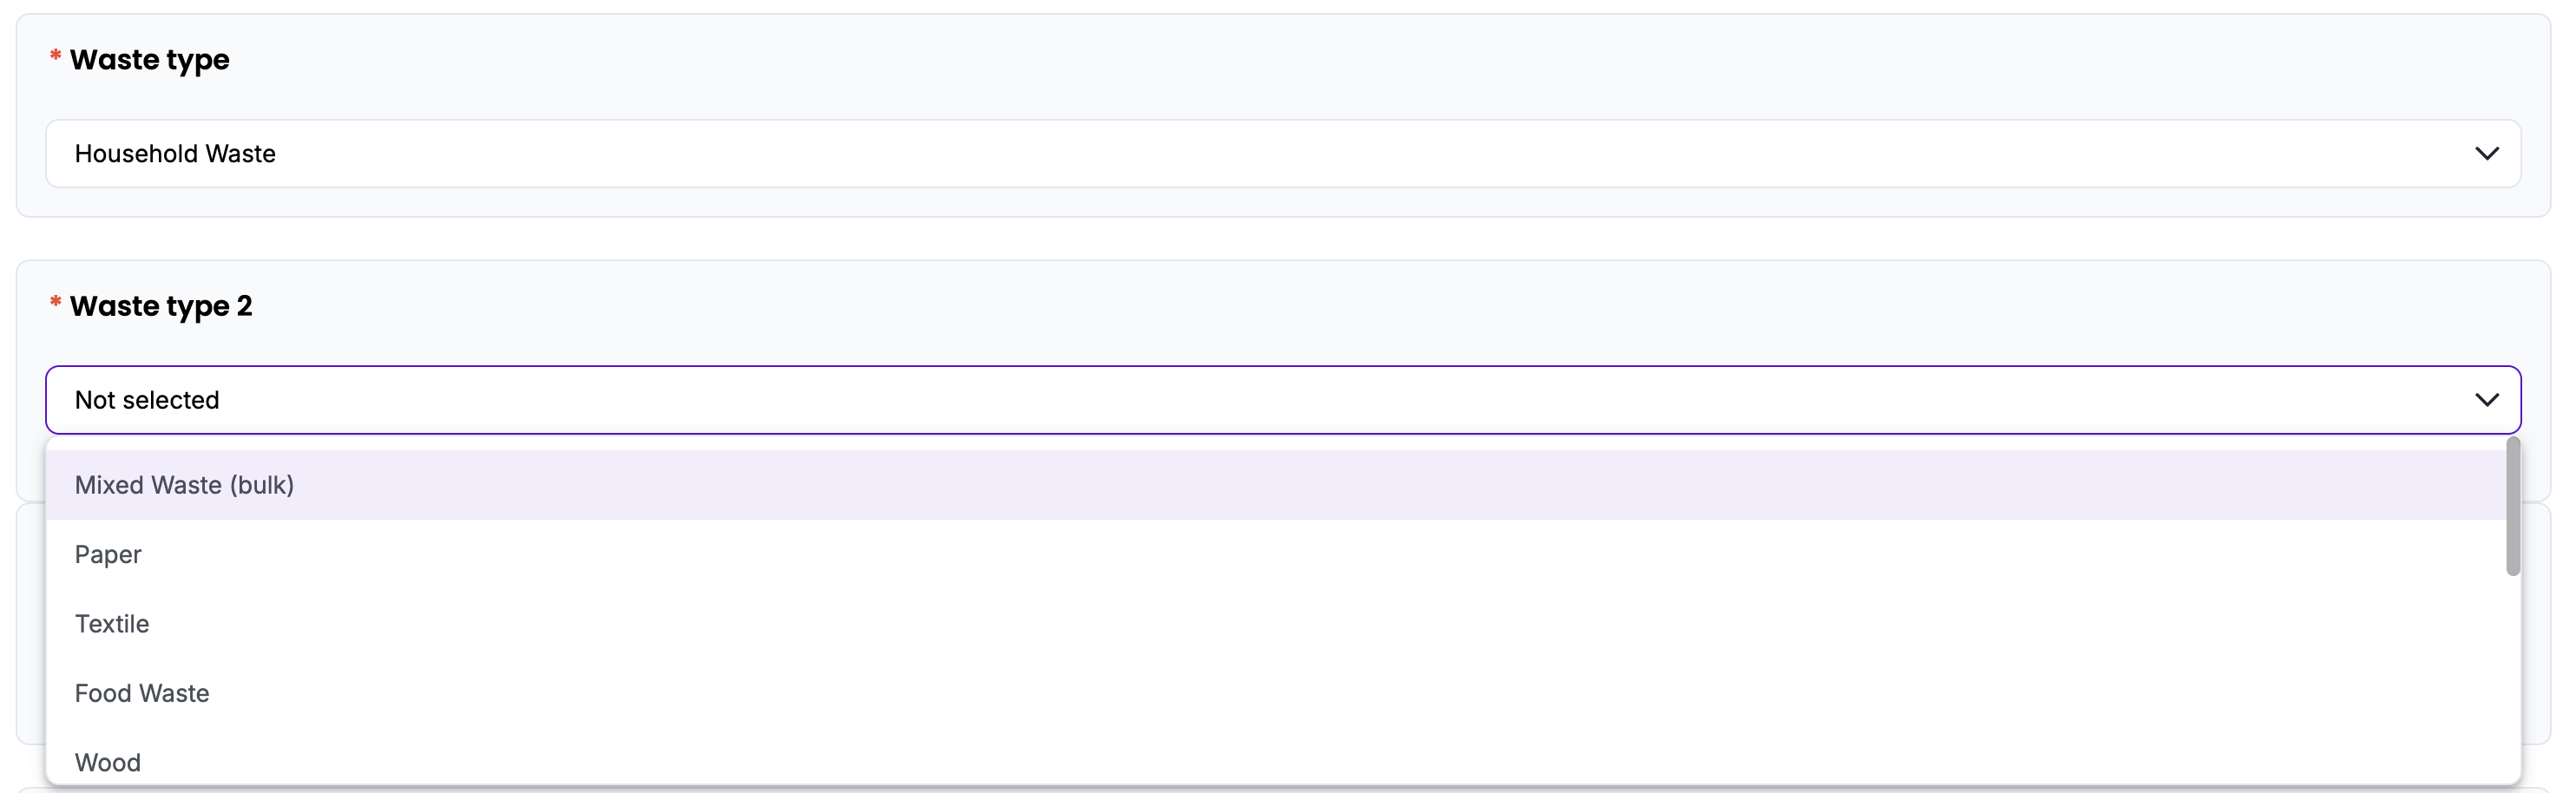 * Waste type
Household Waste
* Waste type 2
Not selected
Mixed Waste (bulk)
Paper
Textile
Food Waste
Wood